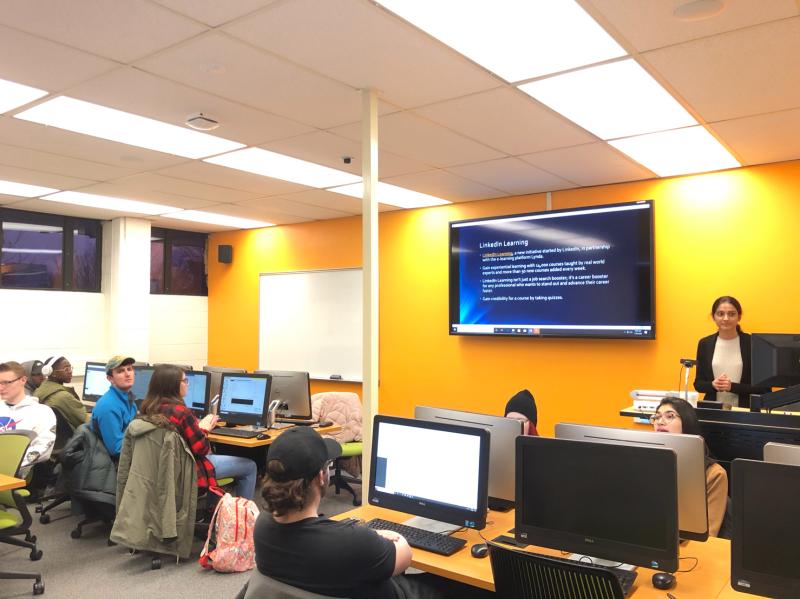 LinkedIn Learning
LinkedIn Learning, a new initiative started by LinkedIn, in partnership
with the e-learning platform Lynda.
Gain experiential learning with 14,000 courses taught by real world
experts and more than 50 new courses added every week.
LinkedIn Learning isn't just a job search booster; it's a career booster
for any professional who wants to stand out and advance their career
faster.
Gain credibility for a course by taking quizzes.